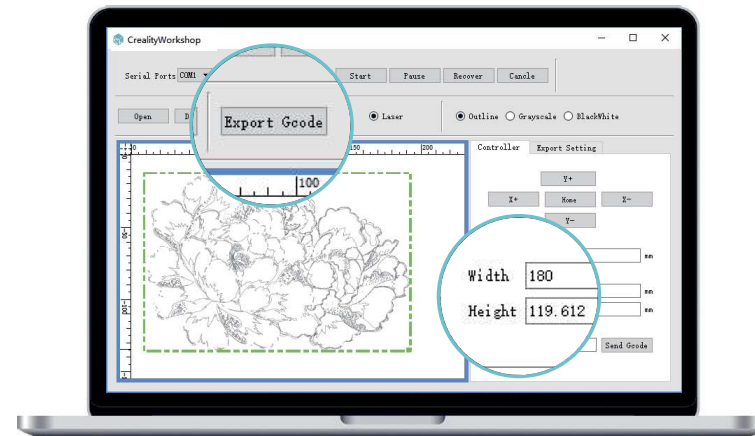 CrealityWorkshop
Serial Ports COM1 Start Pause Recover Cancle
Open D Export Gcode Laser Outline Grayscale BlackWhite
Controller Export Setting
150 200
100
Y+
X+ Home X-
Y-
mm
Width 180 mm
Height 119.612 mm
Send Gcode